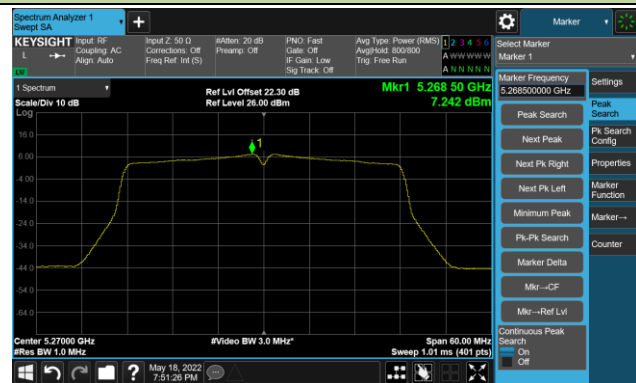 Spectrum Analyzer 1
Swept SA
Marker
KEYSIGHT
L
Input: RF
Coupling: AC
Align: Auto
Input Z: 50 Ω
Corrections: Off
Freq Ref: Int (S)
#Atten: 20 dB
Preamp: Off
PNO: Fast
Gate: Off
IF Gain: Low
Sig Track: Off
Avg Type: Power (RMS)
Avg|Hold: 800/800
Trig: Free Run
1 2 3 4 5 6
A W W W W W
A N N N N N
Select Marker
Marker 1
1 Spectrum
Scale/Div 10 dB
Log
Ref Lvl Offset 22.30 dB
Ref Level 26.00 dBm
Mkr1 5.268 50 GHz
7.242 dBm
1
16.0
6.00
-4.00
-14.0
-24.0
-34.0
-44.0
-54.0
-64.0
Center 5.27000 GHz
#Res BW 1.0 MHz
#Video BW 3.0 MHz*
Span 60.00 MHz
Sweep 1.01 ms (401 pts)
Marker Frequency
5.268500000 GHz
Peak Search
Next Peak
Next Pk Right
Next Pk Left
Minimum Peak
Pk-Pk Search
Marker Delta
Mkr→CF
Mkr→Ref Lvl
Continuous Peak
Search
On
Off
Settings
Peak
Search
Pk Search
Config
Properties
Marker
Function
Marker→
Counter
May 18, 2022
7:51:26 PM